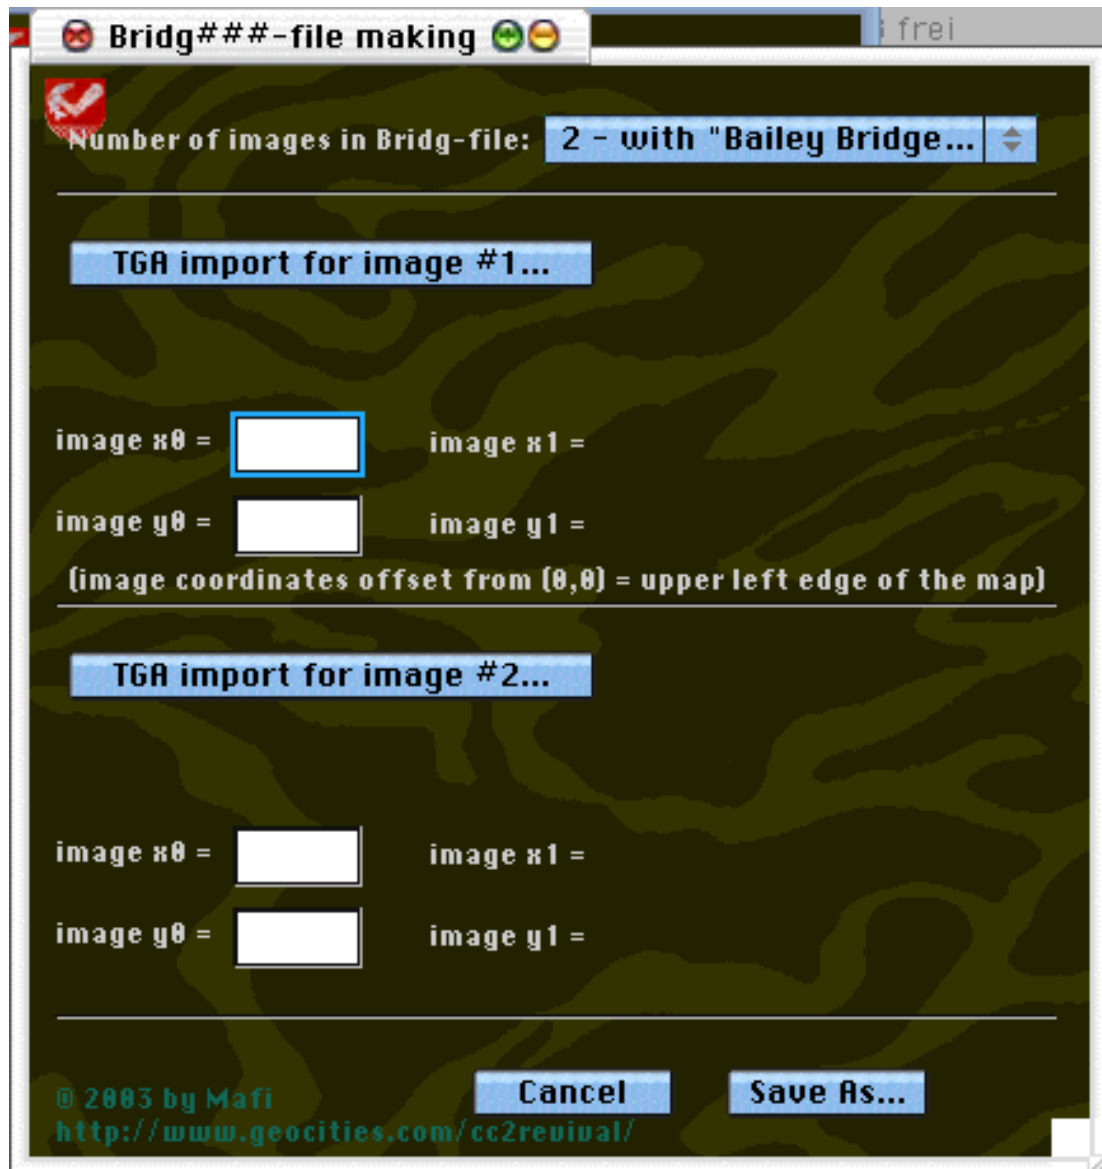 Bridg###-file making
frei
Number of images in Bridg-file: 2 - with "Bailey Bridge...
TGA import for image #1...
image x0 = image x1 =
image y0 = image y1 =
(image coordinates offset from (0,0) = upper left edge of the map)
TGA import for image #2...
image x0 = image x1 =
image y0 = image y1 =
Cancel Save As...
© 2003 by Mafi
http://www.geocities.com/cc2revival/